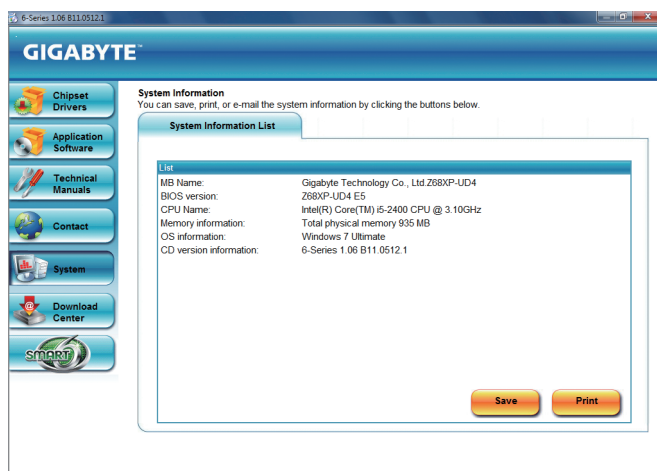 6-Series 1.06 B11.0512.1
GIGABYTE™
Chipset
Drivers
Application
Software
Technical
Manuals
Contact
System
Download
Center
SMART6
System Information
You can save, print, or e-mail the system information by clicking the buttons below.
System Information List
List
MB Name: Gigabyte Technology Co., Ltd.Z68XP-UD4
BIOS version: Z68XP-UD4 E5
CPU Name: Intel(R) Core(TM) i5-2400 CPU @ 3.10GHz
Memory information: Total physical memory 935 MB
OS information: Windows 7 Ultimate
CD version information: 6-Series 1.06 B11.0512.1
Save Print